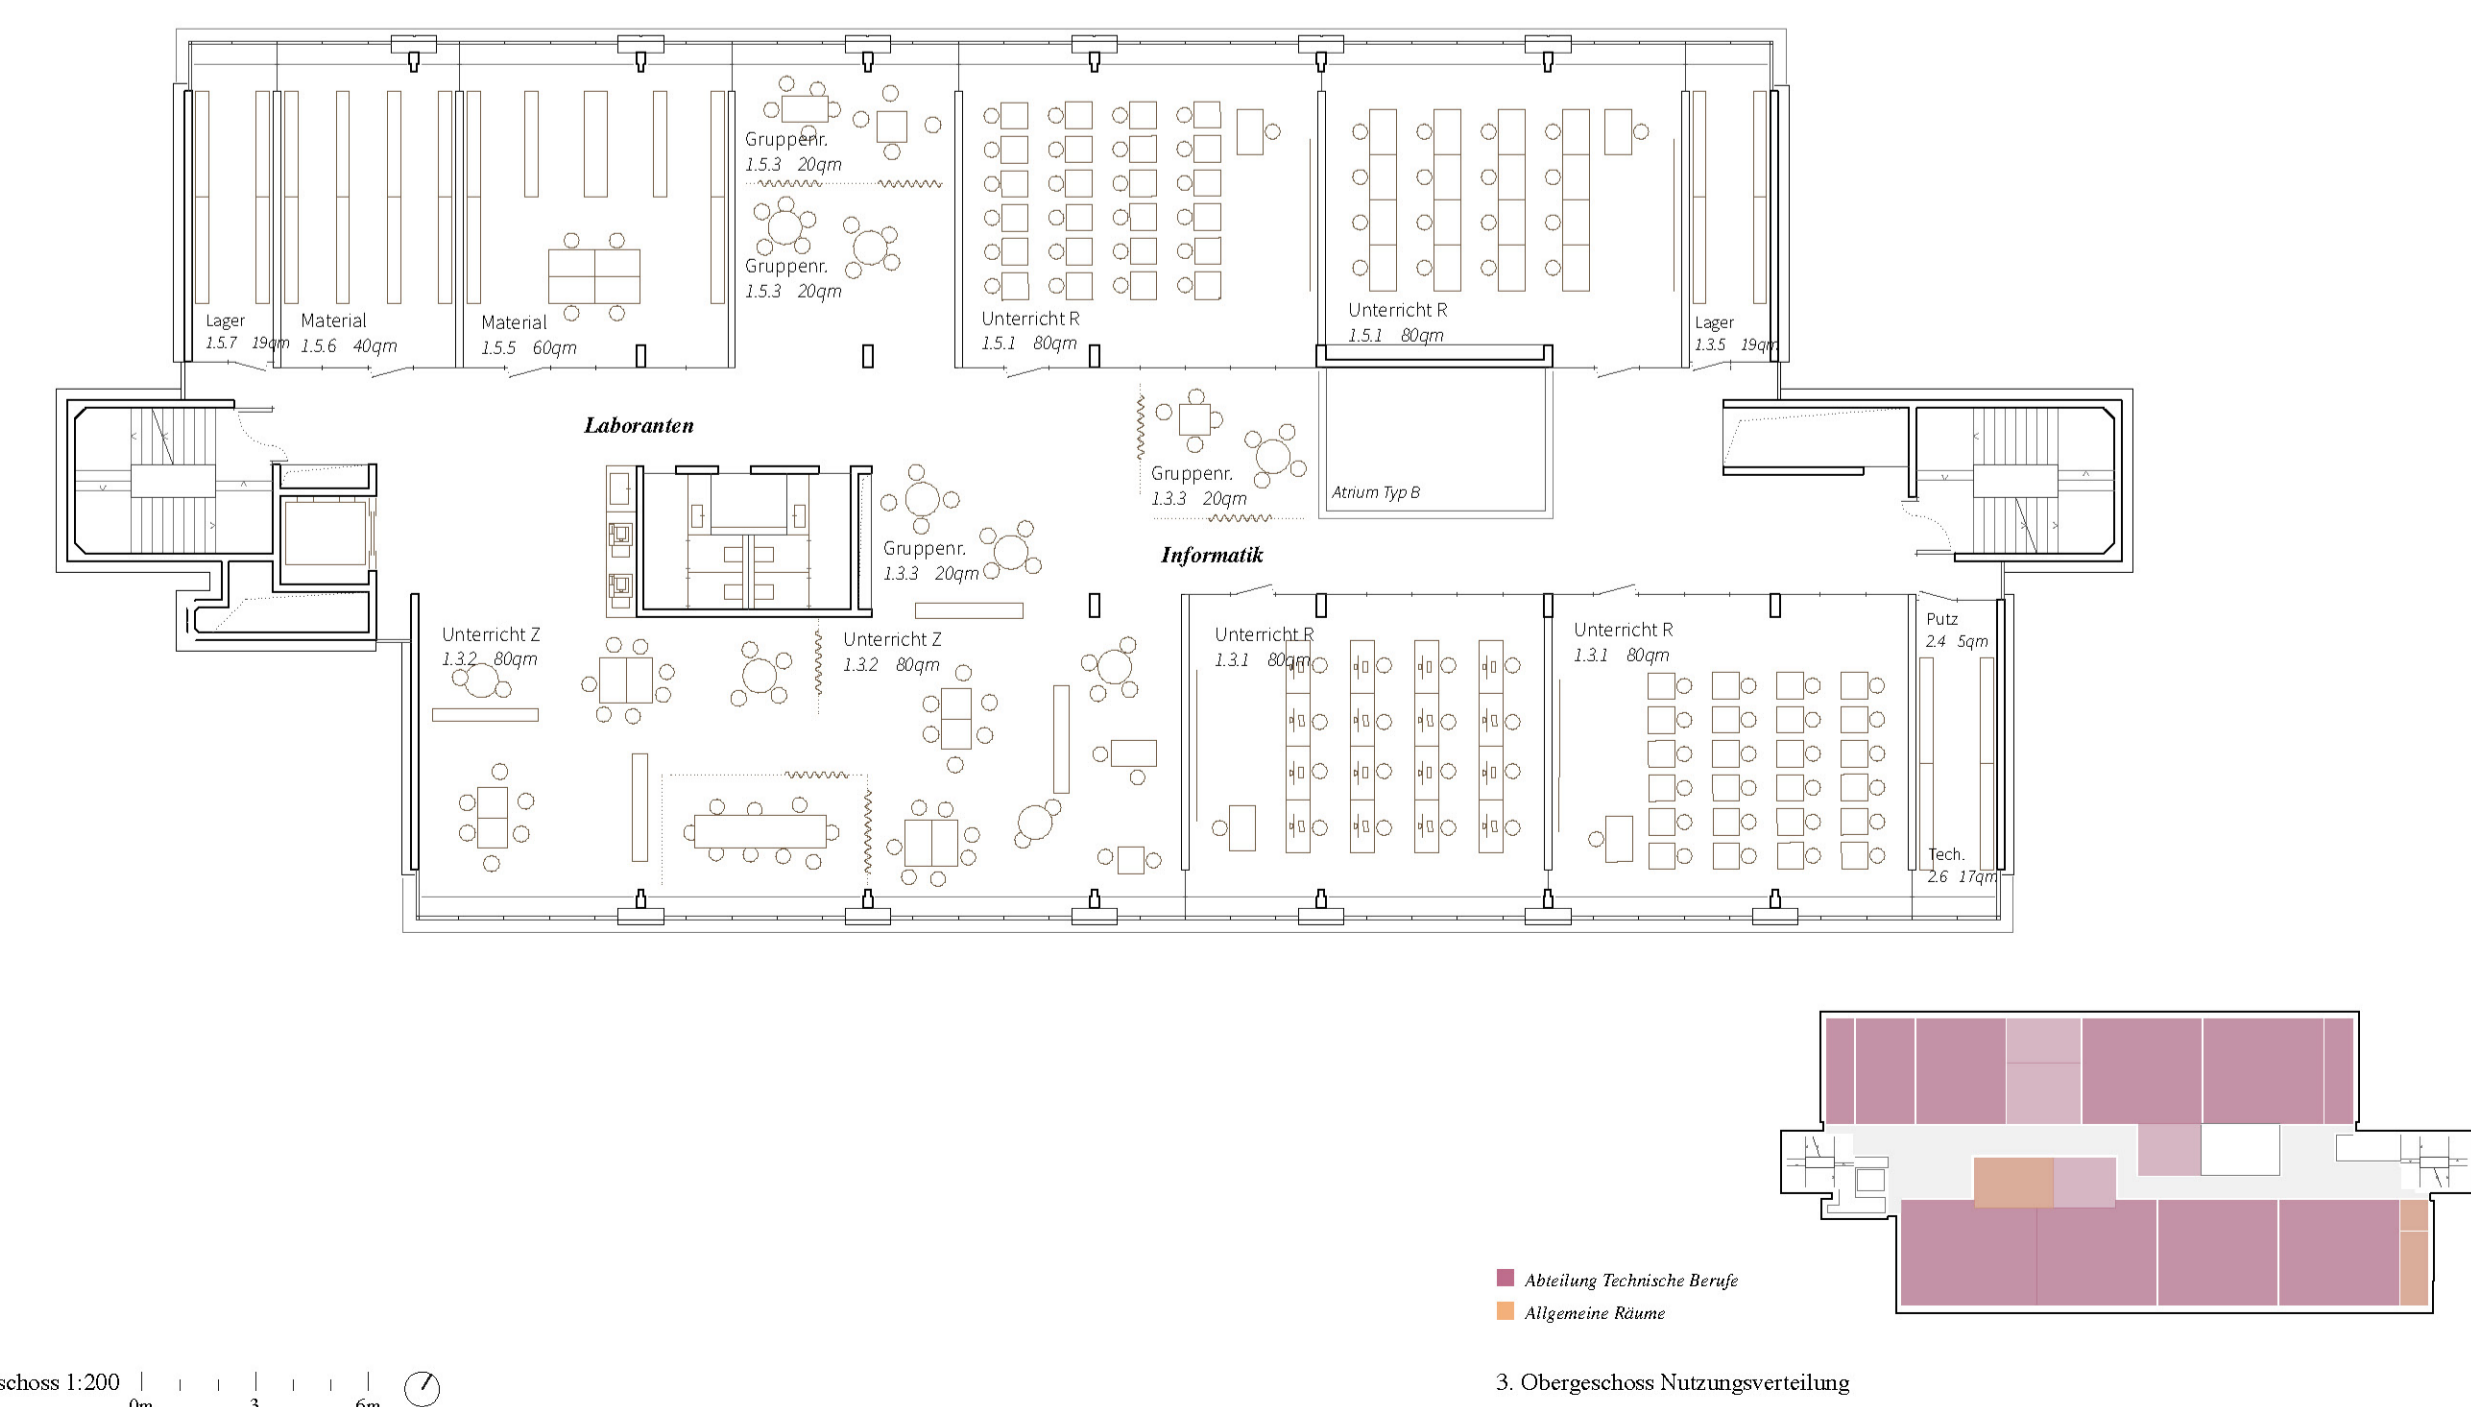 Gruppenr.
1.5.3 20qm
Gruppenr.
1.5.3 20qm
Lager
1.5.7 19qm
Material
1.5.6 40qm
Material
1.5.5 60qm
Unterricht R
1.5.1 80qm
Unterricht R
1.5.1 80qm
Lager
1.3.5 19qm
Laboranten
Gruppenr.
1.3.3 20qm
Atrium Typ B
Gruppenr.
1.3.3 20qm
Informatik
Unterricht Z
1.3.2 80qm
Unterricht Z
1.3.2 80qm
Unterricht R
1.3.1 80qm
Unterricht R
1.3.1 80qm
Putz
2.4 5qm
Tech.
2.6 17qm
Abteilung Technische Berufe
Allgemeine Räume
schoss 1:200
0m 3 6m
3. Obergeschoss Nutzungsverteilung